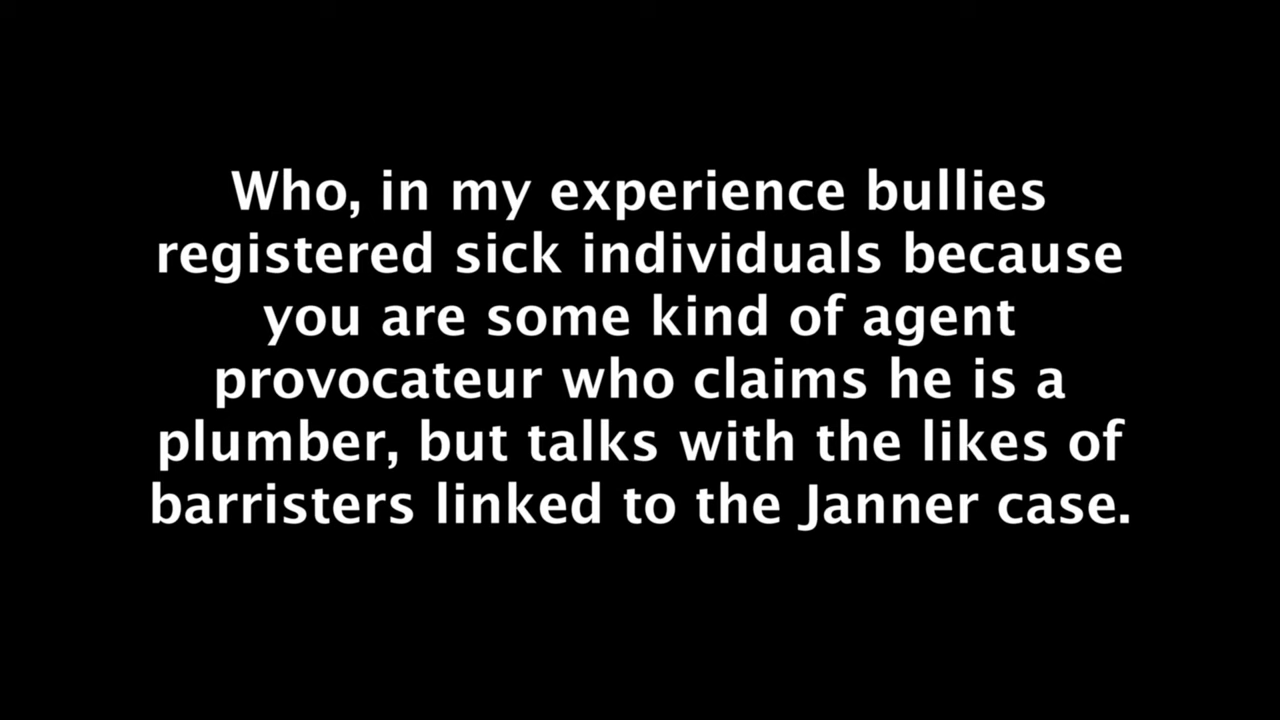 Who, in my experience bullies
registered sick individuals because
you are some kind of agent
provocateur who claims he is a
plumber, but talks with the likes of
barristers linked to the Janner case.